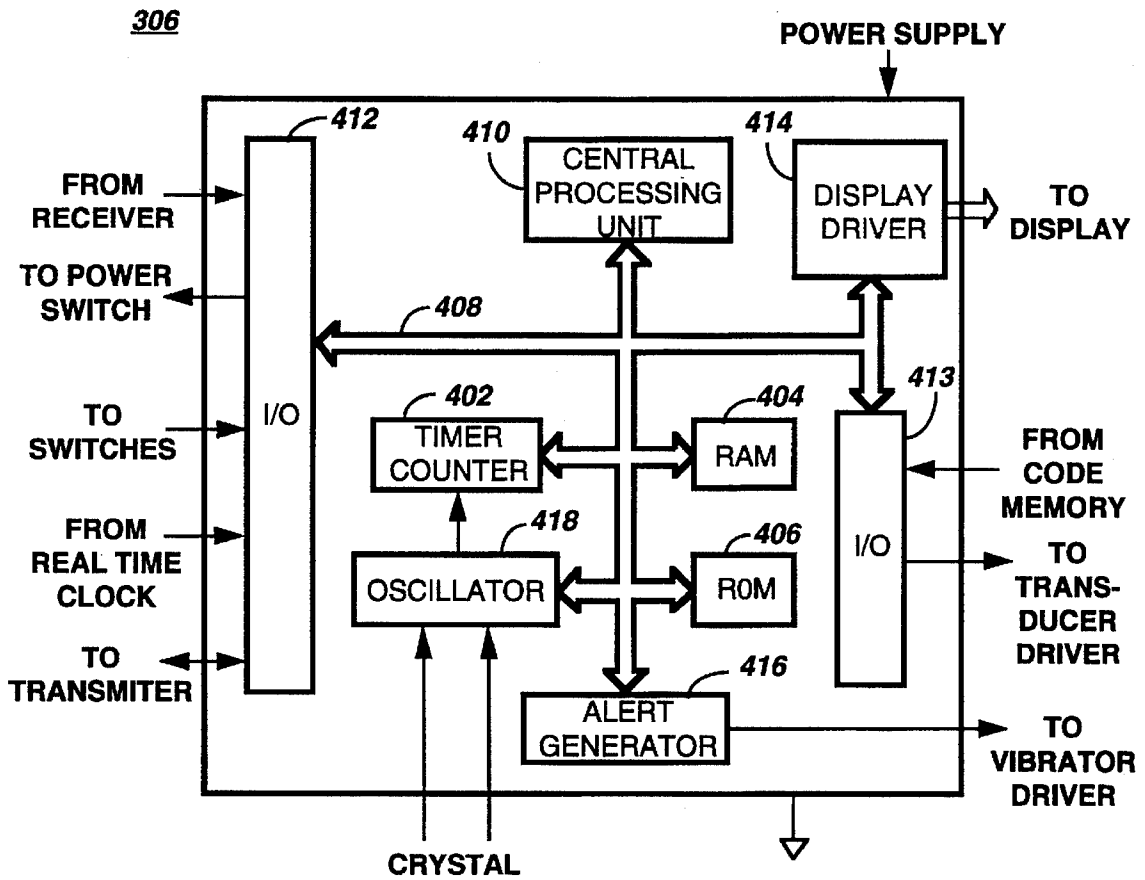 306
POWER SUPPLY
412
410
414
CENTRAL
PROCESSING
UNIT
DISPLAY
DRIVER
FROM
RECEIVER
TO
DISPLAY
TO POWER
SWITCH
408
413
402
404
I/O
TO
SWITCHES
TIMER
COUNTER
RAM
FROM
CODE
MEMORY
418
406
I/O
FROM
REAL TIME
CLOCK
OSCILLATOR
R0M
TO
TRANS-
DUCER
DRIVER
TO
TRANSMITER
416
ALERT
GENERATOR
TO
VIBRATOR
DRIVER
CRYSTAL